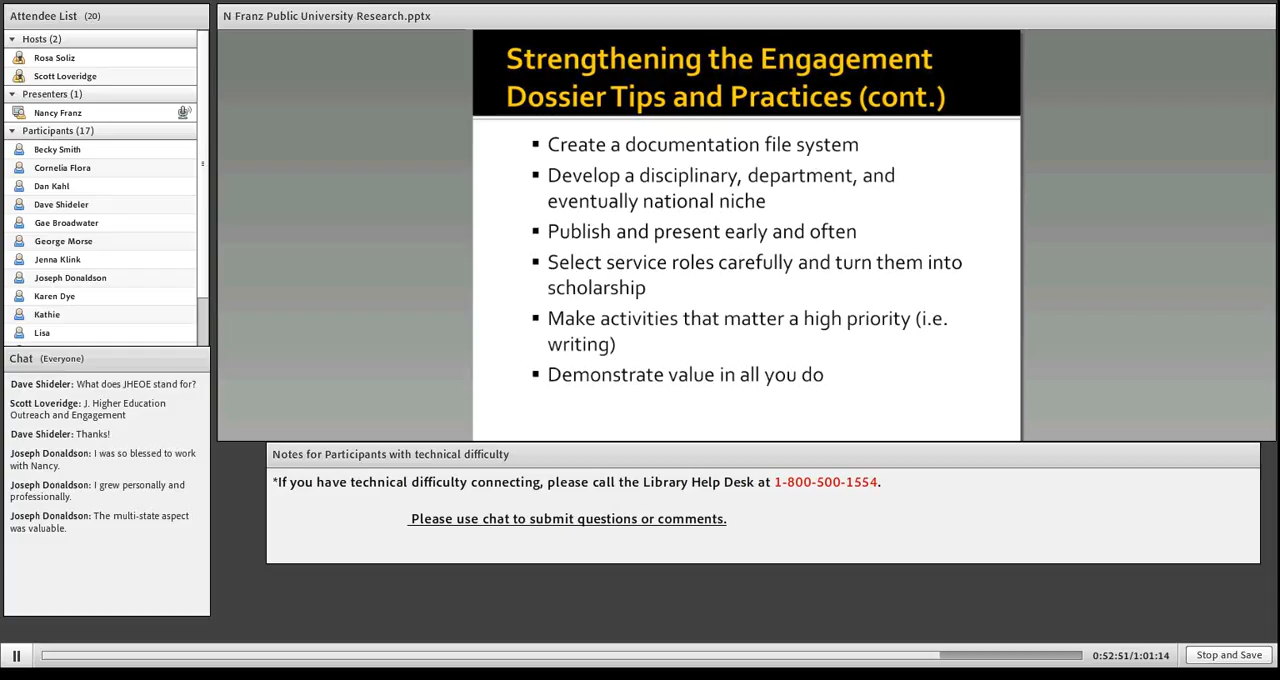 Attendee List (20)
Hosts (2)
Rosa Soliz
Scott Loveridge
Presenters (1)
Nancy Franz
Participants (17)
Becky Smith
Cornelia Flora
Dan Kahl
Dave Shideler
Gae Broadwater
George Morse
Jenna Klink
Joseph Donaldson
Karen Dye
Kathie
Lisa
Chat (Everyone)
Dave Shideler: What does JHEOE stand for?
Scott Loveridge: J. Higher Education
Outreach and Engagement
Dave Shideler: Thanks!
Joseph Donaldson: I was so blessed to work
with Nancy.
Joseph Donaldson: I grew personally and
professionally.
Joseph Donaldson: The multi-state aspect
was valuable.
N Franz Public University Research.pptx
Strengthening the Engagement
Dossier Tips and Practices (cont.)
▪ Create a documentation file system
▪ Develop a disciplinary, department, and
eventually national niche
▪ Publish and present early and often
▪ Select service roles carefully and turn them into
scholarship
▪ Make activities that matter a high priority (i.e.
writing)
▪ Demonstrate value in all you do
Notes for Participants with technical difficulty
*If you have technical difficulty connecting, please call the Library Help Desk at 1-800-500-1554.
Please use chat to submit questions or comments.
0:52:51/1:01:14
Stop and Save